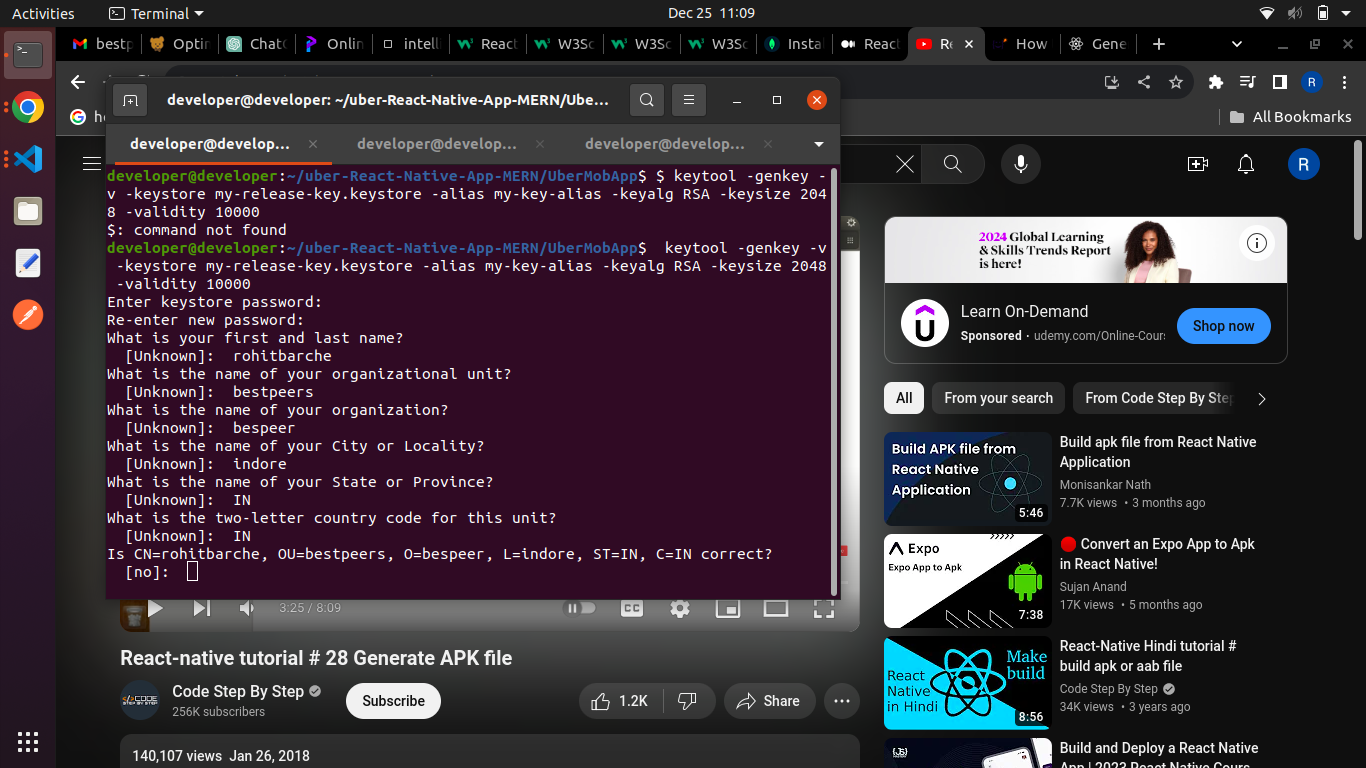 Activities
Terminal
Dec 25 11:09
bestp
Optin
ChatG
Onlin
intelli
React
W3Sc
W3Sc
W3Sc
Instal
React
Re
How
Gene
R
he
All Bookmarks
developer@developer: ~/uber-React-Native-App-MERN/Ube...
developer@develop...
developer@develop...
developer@develop...
developer@developer:~/uber-React-Native-App-MERN/UberMobApp$ $ keytool -genkey -
v -keystore my-release-key.keystore -alias my-key-alias -keyalg RSA -keysize 204
8 -validity 10000
$: command not found
developer@developer:~/uber-React-Native-App-MERN/UberMobApp$  keytool -genkey -v
 -keystore my-release-key.keystore -alias my-key-alias -keyalg RSA -keysize 2048
 -validity 10000
Enter keystore password:
Re-enter new password:
What is your first and last name?
  [Unknown]:  rohitbarche
What is the name of your organizational unit?
  [Unknown]:  bestpeers
What is the name of your organization?
  [Unknown]:  bespeer
What is the name of your City or Locality?
  [Unknown]:  indore
What is the name of your State or Province?
  [Unknown]:  IN
What is the two-letter country code for this unit?
  [Unknown]:  IN
Is CN=rohitbarche, OU=bestpeers, O=bespeer, L=indore, ST=IN, C=IN correct?
  [no]:
3:25 / 8:09
CC
React-native tutorial # 28 Generate APK file
</>CODE
STEP BY STEP
Code Step By Step
256K subscribers
Subscribe
1.2K
Share
140,107 views Jan 26, 2018
R
2024 Global Learning
& Skills Trends Report
is here!
Learn On-Demand
Sponsored · udemy.com/Online-Cours
Shop now
All
From your search
From Code Step By Step
Build APK file from
React Native
Application
5:46
Build apk file from React Native
Application
Monisankar Nath
7.7K views • 3 months ago
Expo
Expo App to Apk
7:38
🔴 Convert an Expo App to Apk
in React Native!
Sujan Anand
17K views • 5 months ago
React
Native
in Hindi
Make
build
8:56
React-Native Hindi tutorial #
build apk or aab file
Code Step By Step
34K views • 3 years ago
{JS}
Build and Deploy a React Native
App | 2023 React Native Cours